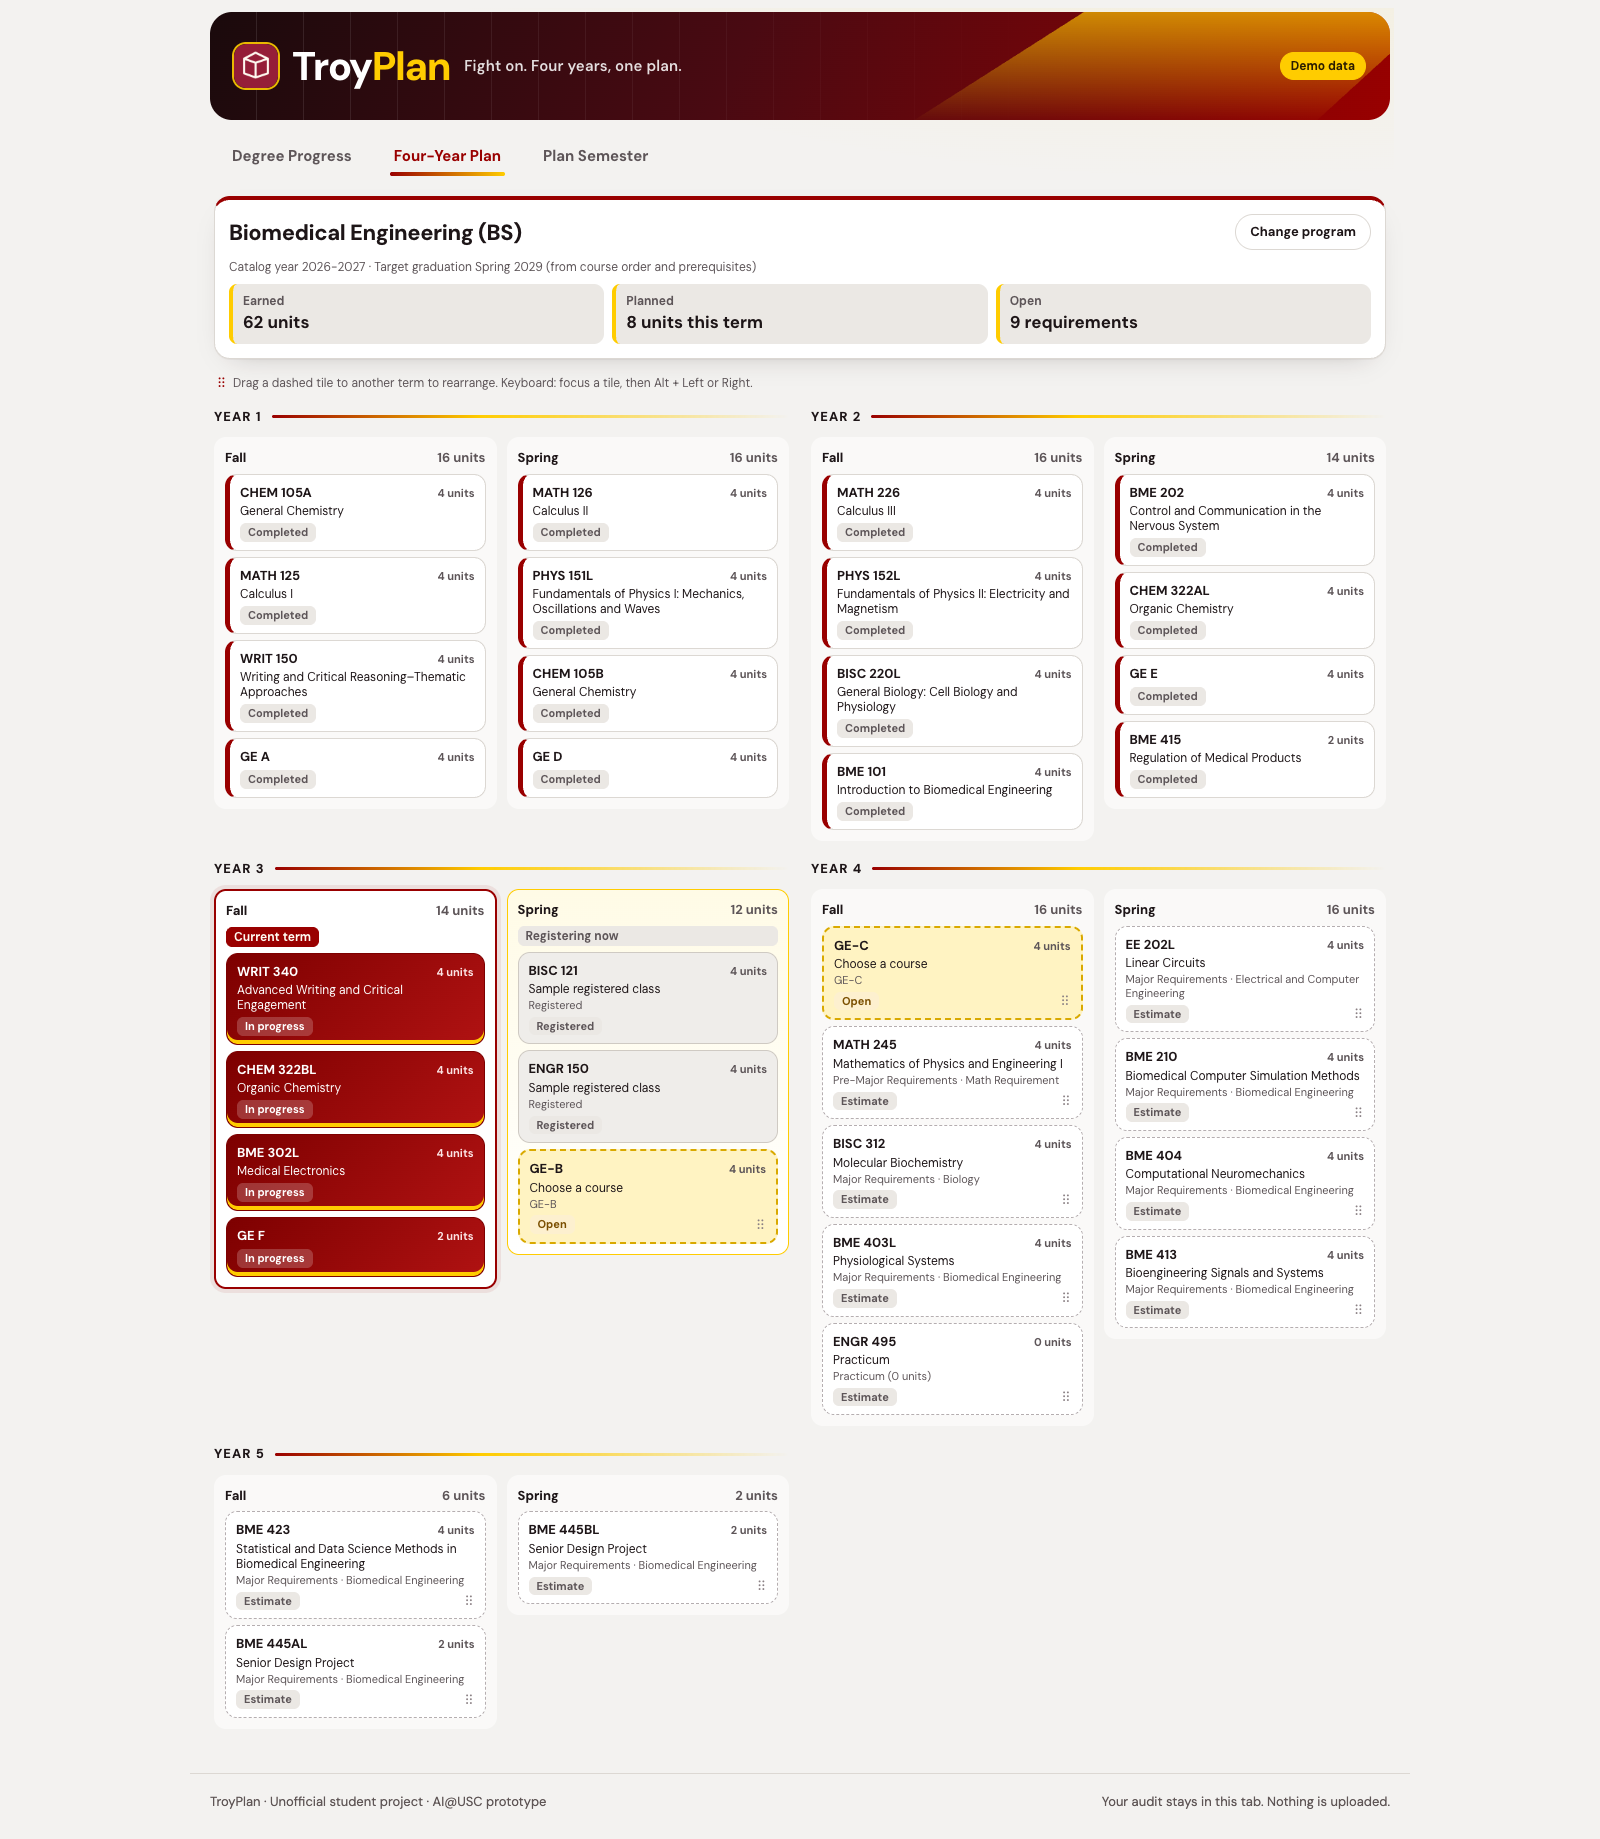 TroyPlan Fight on. Four years, one plan. Demo data
Degree Progress Four-Year Plan Plan Semester
Biomedical Engineering (BS) Change program
Catalog year 2026-2027 · Target graduation Spring 2029 (from course order and prerequisites)
Earned
62 units
Planned
8 units this term
Open
9 requirements
Drag a dashed tile to another term to rearrange. Keyboard: focus a tile, then Alt + Left or Right.
YEAR 1
Fall 16 units
CHEM 105A 4 units
General Chemistry
Completed
MATH 125 4 units
Calculus I
Completed
WRIT 150 4 units
Writing and Critical Reasoning–Thematic
Approaches
Completed
GE A 4 units
Completed
Spring 16 units
MATH 126 4 units
Calculus II
Completed
PHYS 151L 4 units
Fundamentals of Physics I: Mechanics,
Oscillations and Waves
Completed
CHEM 105B 4 units
General Chemistry
Completed
GE D 4 units
Completed
YEAR 2
Fall 16 units
MATH 226 4 units
Calculus III
Completed
PHYS 152L 4 units
Fundamentals of Physics II: Electricity and
Magnetism
Completed
BISC 220L 4 units
General Biology: Cell Biology and
Physiology
Completed
BME 101 4 units
Introduction to Biomedical Engineering
Completed
Spring 14 units
BME 202 4 units
Control and Communication in the
Nervous System
Completed
CHEM 322AL 4 units
Organic Chemistry
Completed
GE E 4 units
Completed
BME 415 2 units
Regulation of Medical Products
Completed
YEAR 3
Fall 14 units
Current term
WRIT 340 4 units
Advanced Writing and Critical
Engagement
In progress
CHEM 322BL 4 units
Organic Chemistry
In progress
BME 302L 4 units
Medical Electronics
In progress
GE F 2 units
In progress
Spring 12 units
Registering now
BISC 121 4 units
Sample registered class
Registered
Registered
ENGR 150 4 units
Sample registered class
Registered
Registered
GE-B 4 units
Choose a course
GE-B
Open
YEAR 4
Fall 16 units
GE-C 4 units
Choose a course
GE-C
Open
MATH 245 4 units
Mathematics of Physics and Engineering I
Pre-Major Requirements · Math Requirement
Estimate
BISC 312 4 units
Molecular Biochemistry
Major Requirements · Biology
Estimate
BME 403L 4 units
Physiological Systems
Major Requirements · Biomedical Engineering
Estimate
ENGR 495 0 units
Practicum
Practicum (0 units)
Estimate
Spring 16 units
EE 202L 4 units
Linear Circuits
Major Requirements · Electrical and Computer
Engineering
Estimate
BME 210 4 units
Biomedical Computer Simulation Methods
Major Requirements · Biomedical Engineering
Estimate
BME 404 4 units
Computational Neuromechanics
Major Requirements · Biomedical Engineering
Estimate
BME 413 4 units
Bioengineering Signals and Systems
Major Requirements · Biomedical Engineering
Estimate
YEAR 5
Fall 6 units
BME 423 4 units
Statistical and Data Science Methods in
Biomedical Engineering
Major Requirements · Biomedical Engineering
Estimate
BME 445AL 2 units
Senior Design Project
Major Requirements · Biomedical Engineering
Estimate
Spring 2 units
BME 445BL 2 units
Senior Design Project
Major Requirements · Biomedical Engineering
Estimate
TroyPlan · Unofficial student project · AI@USC prototype
Your audit stays in this tab. Nothing is uploaded.